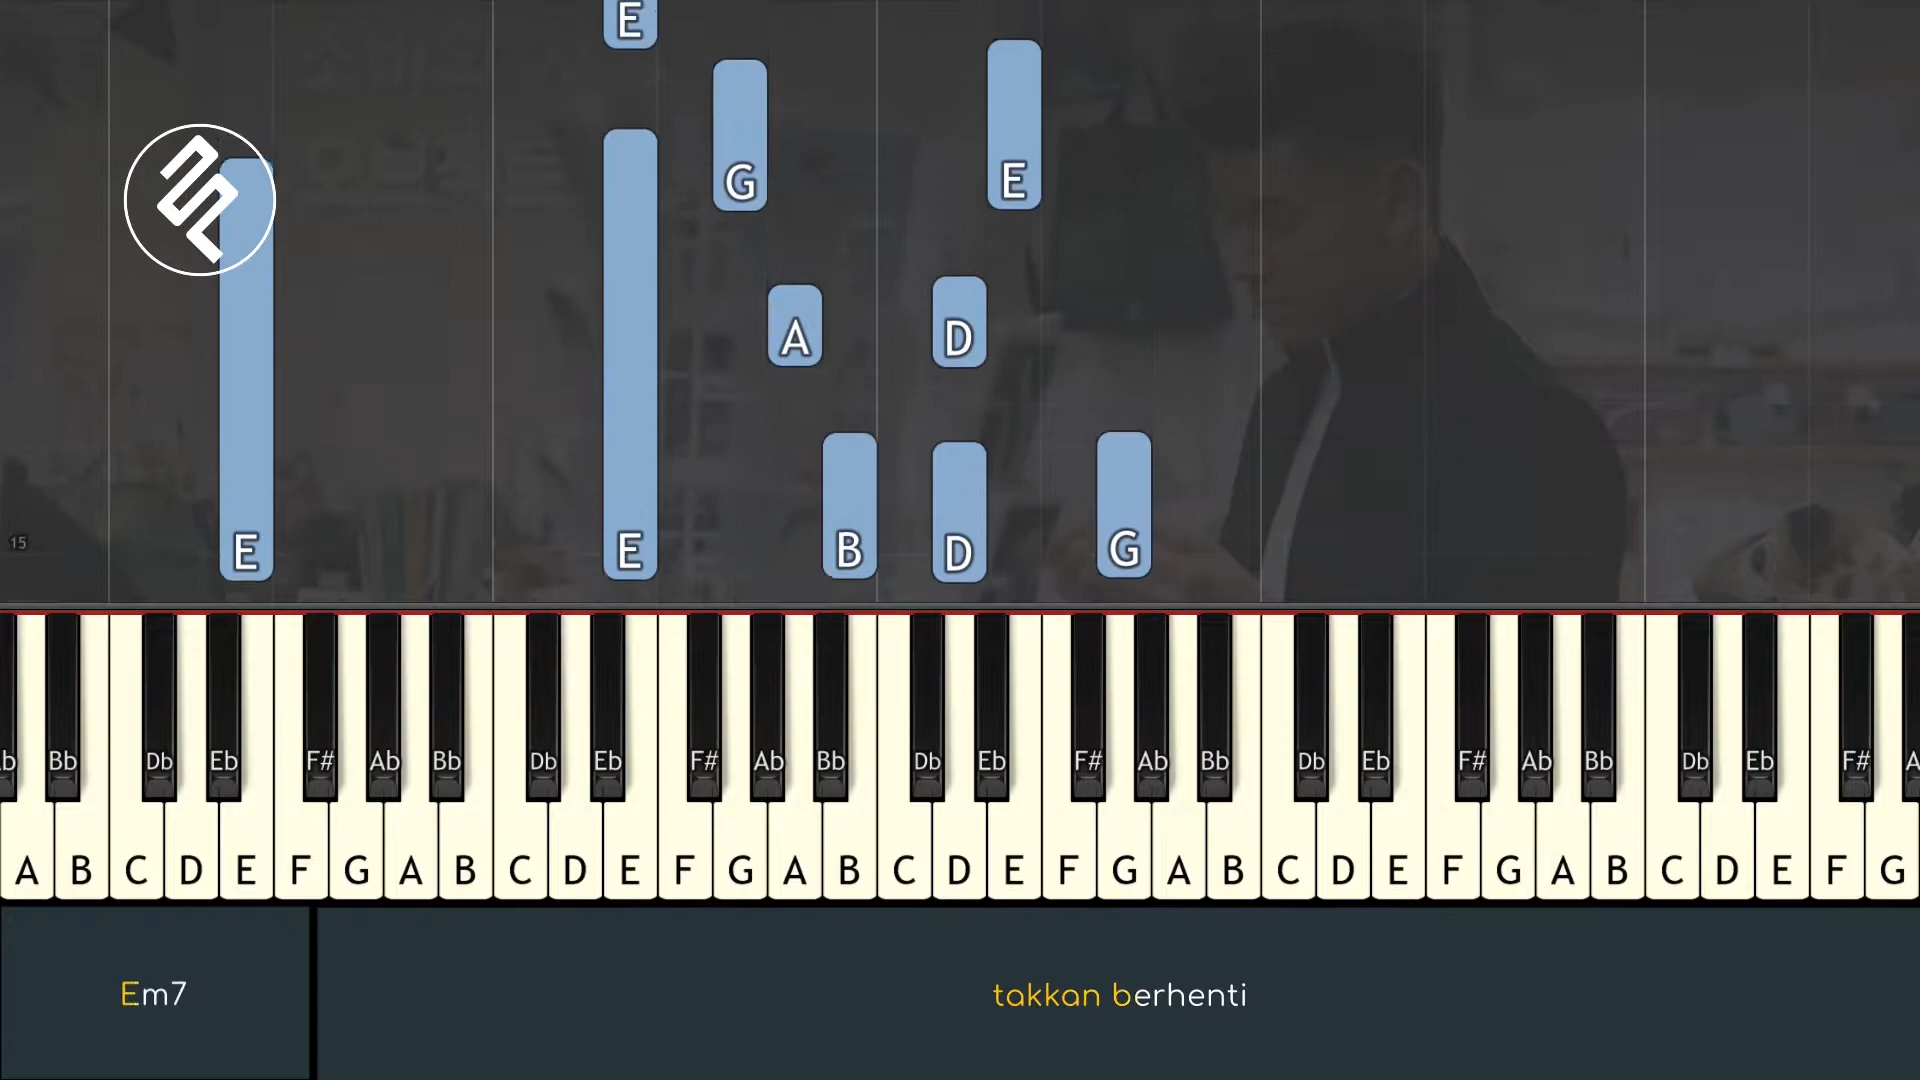 E
G E
A D
15 E E B D G
b Bb Db Eb F# Ab Bb Db Eb F# Ab Bb Db Eb F# Ab Bb Db Eb F# Ab Bb Db Eb F# A
A B C D E F G A B C D E F G A B C D E F G A B C D E F G A B C D E F G
Em7
takkan berhenti